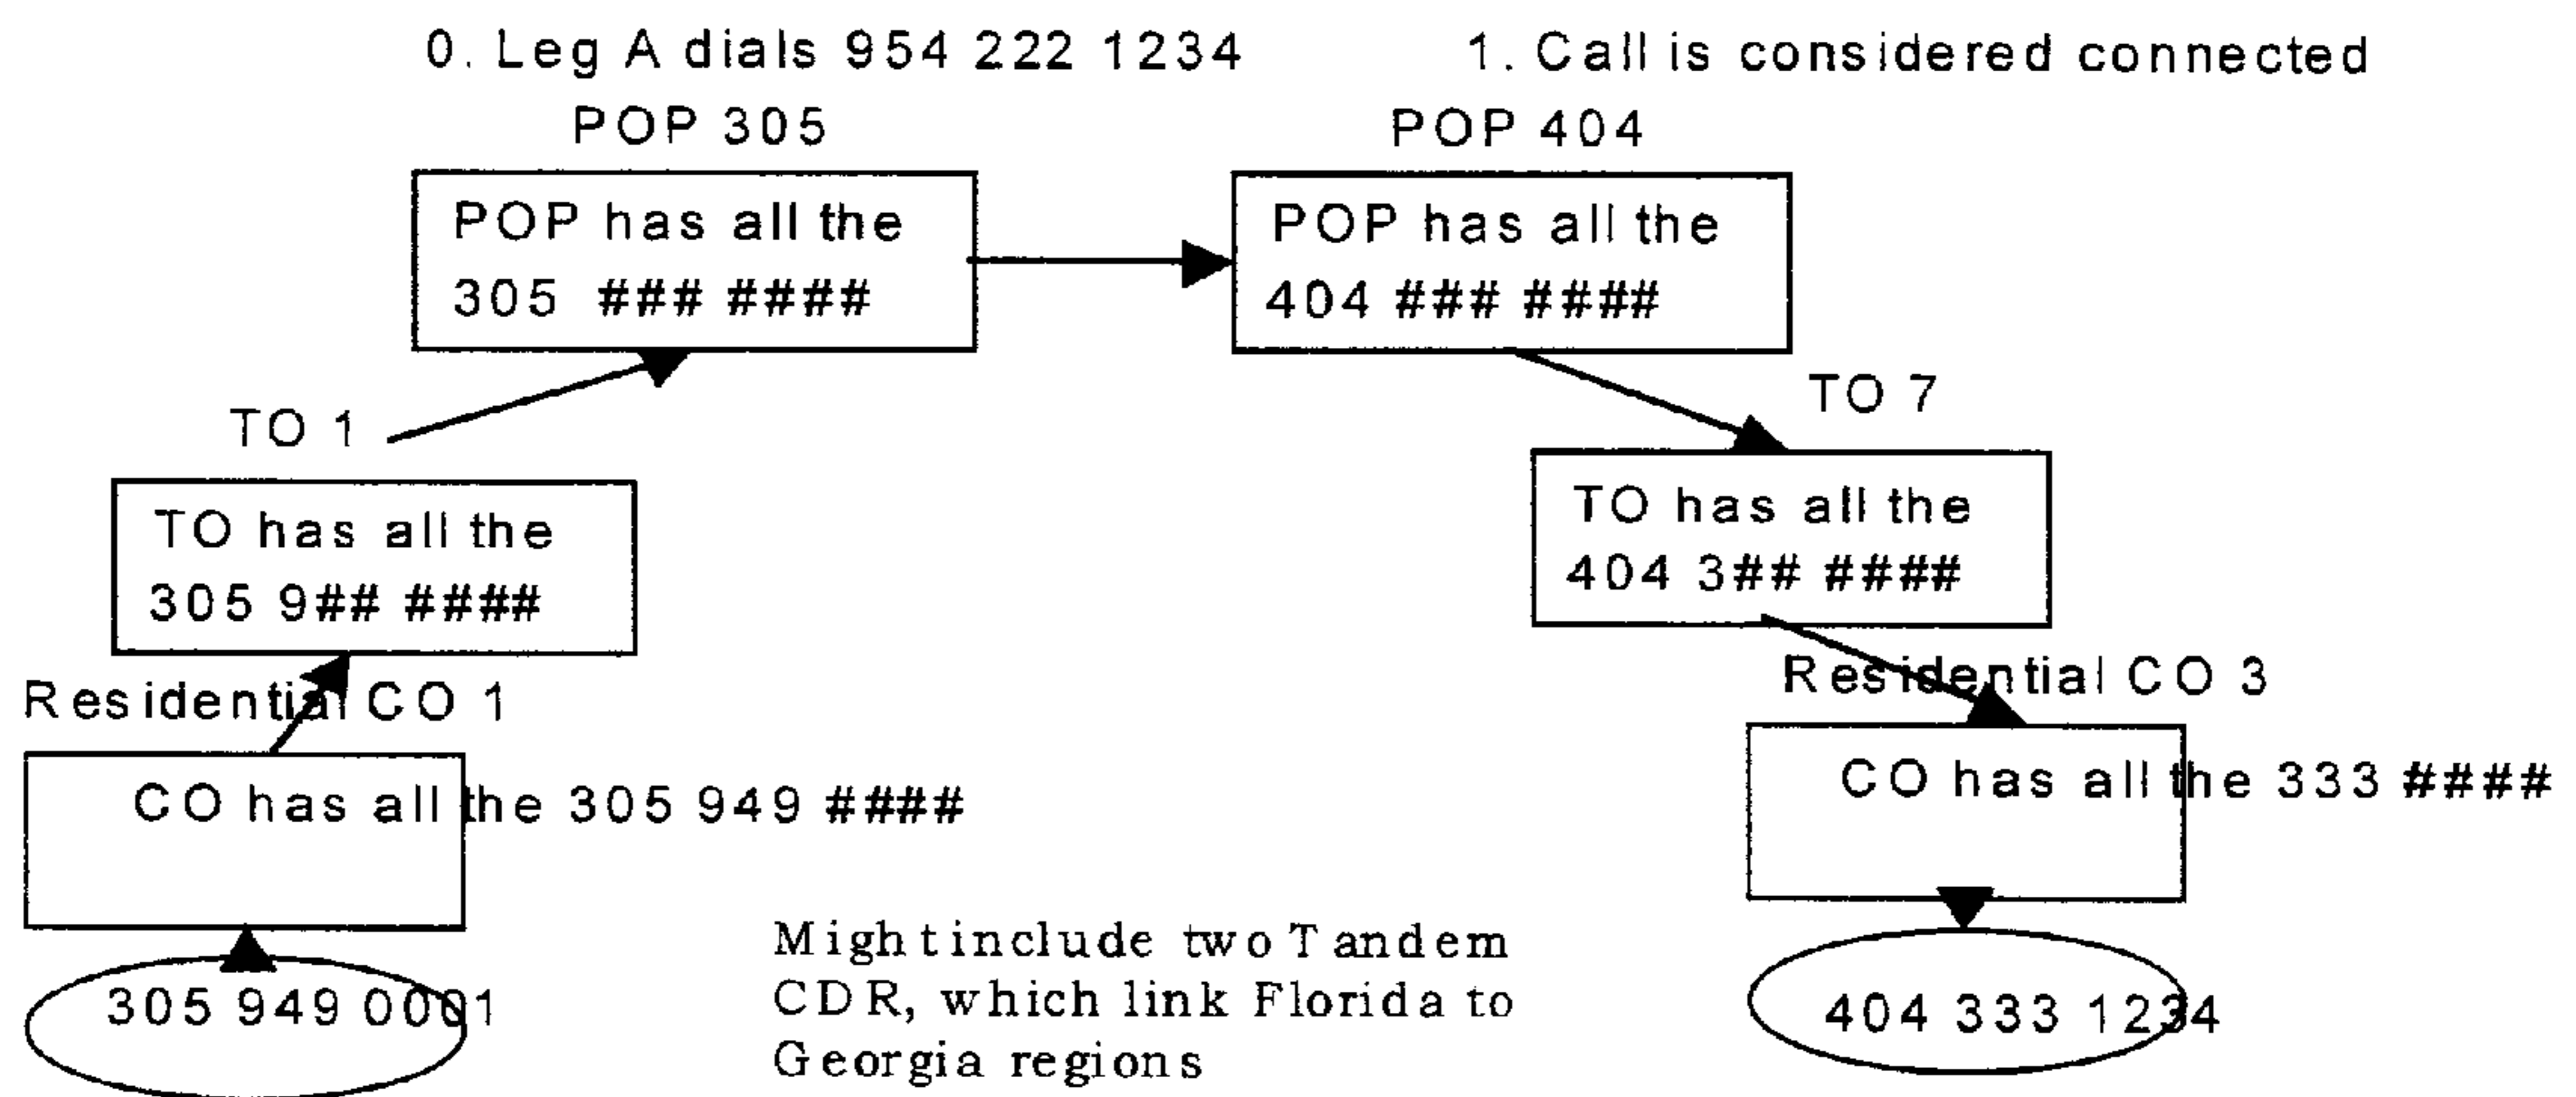 0. Leg A dials 954 222 1234
1. Call is considered connected
POP 305
POP 404
POP has all the
305 ### ####
POP has all the
404 ### ####
TO 1
TO 7
TO has all the
305 9## ####
TO has all the
404 3## ####
Residential CO 1
Residential CO 3
CO has all the 305 949 ####
CO has all the 333 ####
305 949 0001
404 333 1234
Might include two Tandem
CDR, which link Florida to
Georgia regions